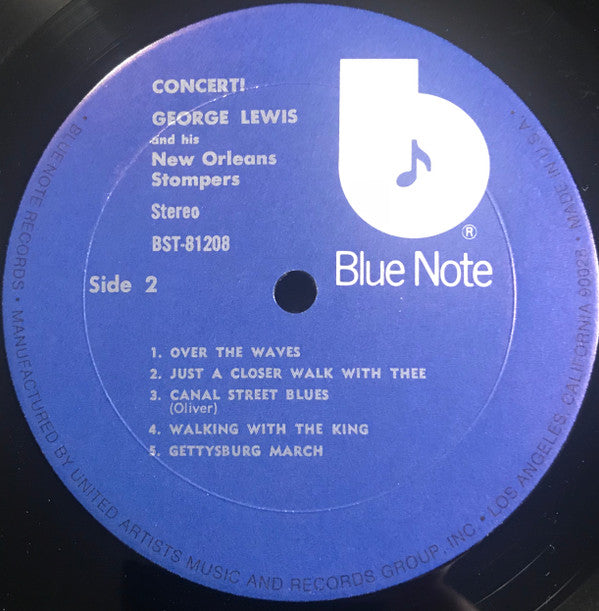 CONCERT!
GEORGE LEWIS
and his
New Orleans
Stompers
Stereo
BST-81208
Side 2
®
Blue Note
1. OVER THE WAVES
2. JUST A CLOSER WALK WITH THEE
3. CANAL STREET BLUES
(Oliver)
4. WALKING WITH THE KING
5. GETTYSBURG MARCH
• BLUE NOTE RECORDS • MANUFACTURED BY UNITED ARTISTS MUSIC AND RECORDS GROUP, INC. • LOS ANGELES, CALIFORNIA 90028 • MADE IN U.S.A.